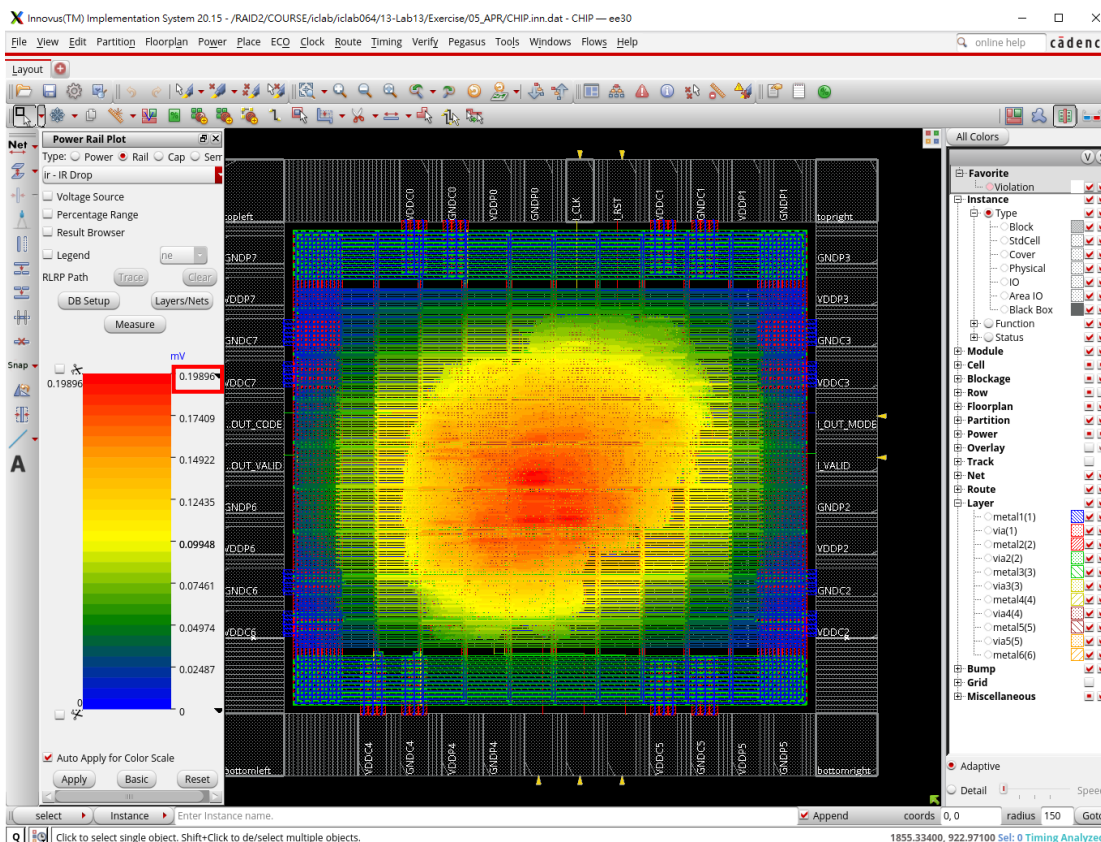 Innovus(TM) Implementation System 20.15 - /RAID2/COURSE/iclab/iclab064/13-Lab13/Exercise/05_APR/CHIP.inn.dat - CHIP — ee30
File View Edit Partition Floorplan Power Place ECO Clock Route Timing Verify Pegasus Tools Windows Flows Help
online help
cādenc
Layout
Net
Snap
A
Power Rail Plot
Type: Power Rail Cap Sem
ir - IR Drop
Voltage Source
Percentage Range
Result Browser
Legend
ne
RLRP Path Trace Clear
DB Setup Layers/Nets
Measure
mV
0.19896
0.19896
0.17409
0.14922
0.12435
0.09948
0.07461
0.04974
0.02487
0
0
Auto Apply for Color Scale
Apply Basic Reset
VDDC0 GNDC0 VDDP0 GNDP0 I_CLK I_RST VDDC1 GNDC1 VDDP1 GNDP1
topleft
topright
GNDP7
GNDP3
VDDP7
VDDP3
GNDC7
GNDC3
VDDC7
VDDC3
.OUT_CODE
I_OUT_MODE
.OUT_VALID
I_VALID
GNDP6
GNDP2
VDDP6
VDDP2
GNDC6
GNDC2
VDDC6
VDDC2
VDDC4 GNDC4 VDDP4 GNDP4 VDDC5 GNDC5 VDDP5 GNDP5
bottomleft
bottomright
All Colors
V
Favorite
Violation
Instance
Type
Block
StdCell
Cover
Physical
IO
Area IO
Black Box
Function
Status
Module
Cell
Blockage
Row
Floorplan
Partition
Power
Overlay
Track
Net
Route
Layer
metal1(1)
via(1)
metal2(2)
via2(2)
metal3(3)
via3(3)
metal4(4)
via4(4)
metal5(5)
via5(5)
metal6(6)
Bump
Grid
Miscellaneous
Adaptive
Detail
Speed
select Instance Enter Instance name. Append coords 0, 0 radius 150 Goto
Q Click to select single object. Shift+Click to de/select multiple objects. 1855.33400, 922.97100 Sel: 0 Timing Analyzed